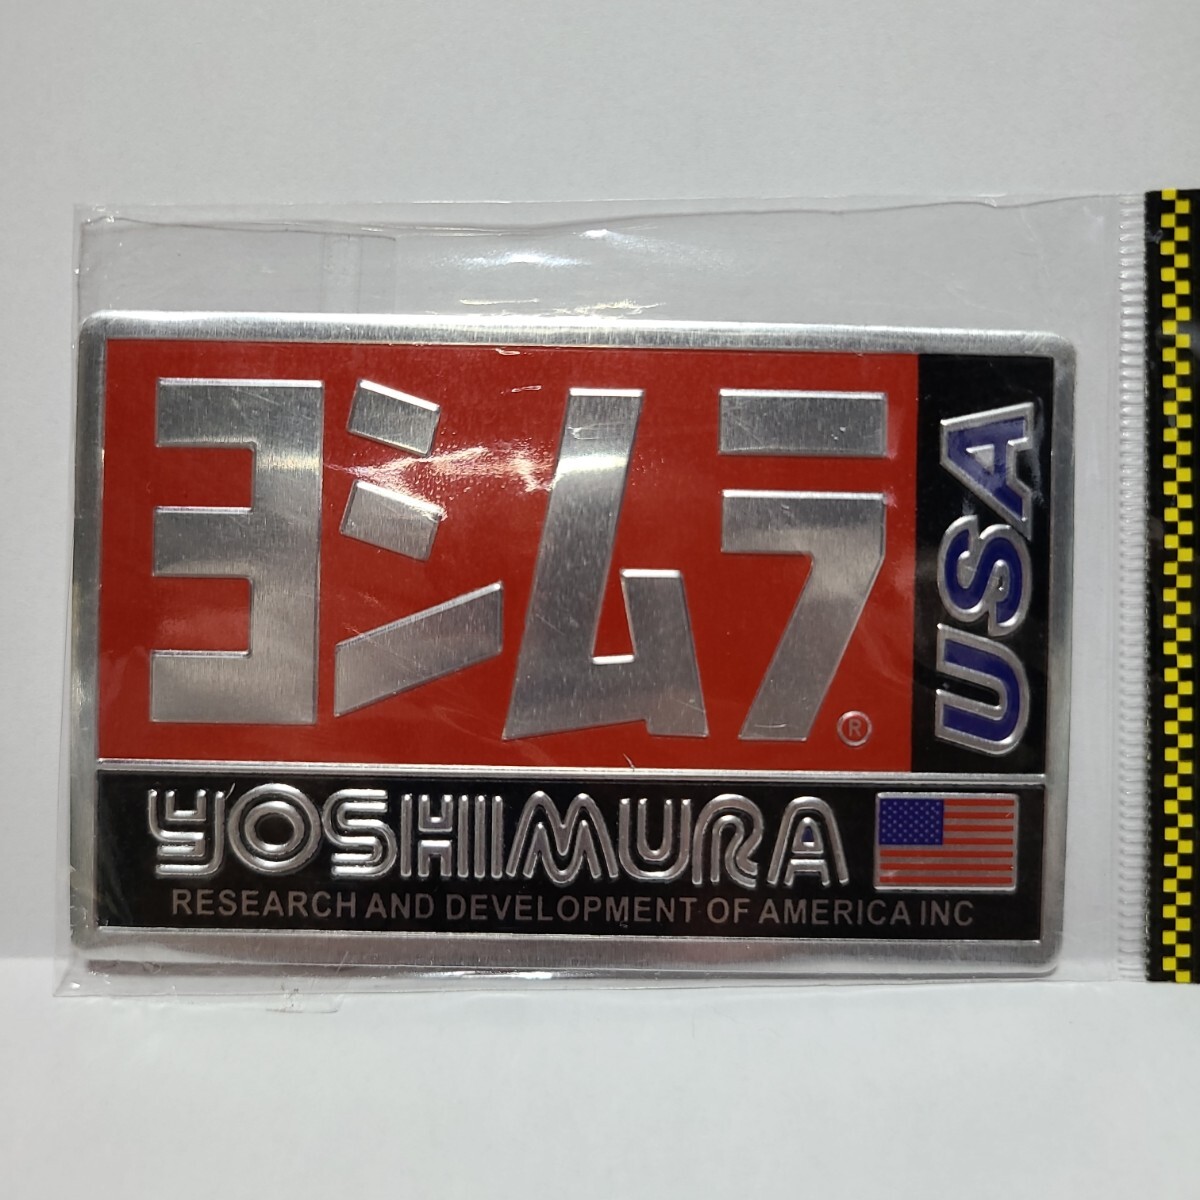 ヨシムラ
®
USA
YOSHIMURA
RESEARCH AND DEVELOPMENT OF AMERICA INC